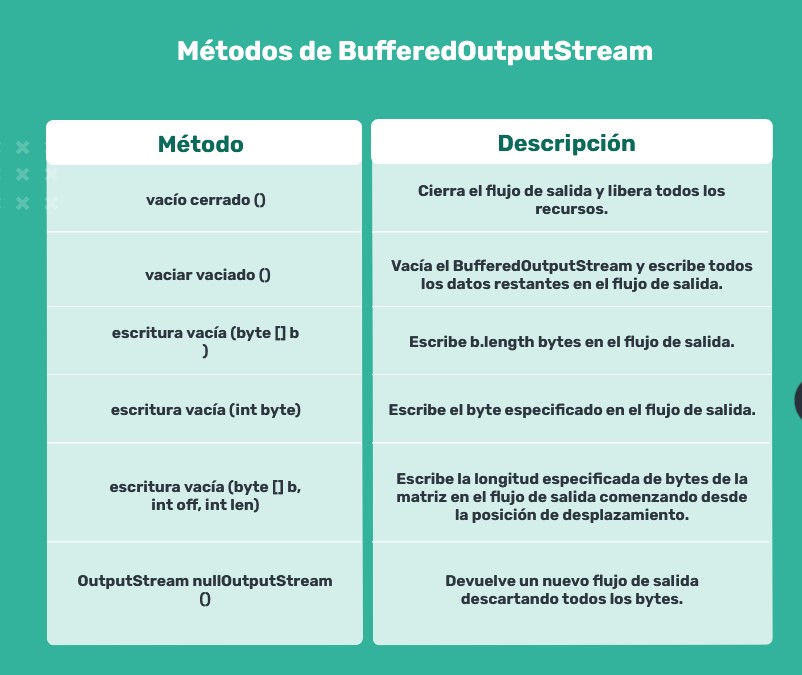 Métodos de BufferedOutputStream
Método
Descripción
vacío cerrado ()
Cierra el flujo de salida y libera todos los
recursos.
vaciar vaciado ()
Vacía el BufferedOutputStream y escribe todos
los datos restantes en el flujo de salida.
escritura vacía (byte [] b
)
Escribe b.length bytes en el flujo de salida.
escritura vacía (int byte)
Escribe el byte especificado en el flujo de salida.
escritura vacía (byte [] b,
int off, int len)
Escribe la longitud especificada de bytes de la
matriz en el flujo de salida comenzando desde
la posición de desplazamiento.
OutputStream nullOutputStream
()
Devuelve un nuevo flujo de salida
descartando todos los bytes.